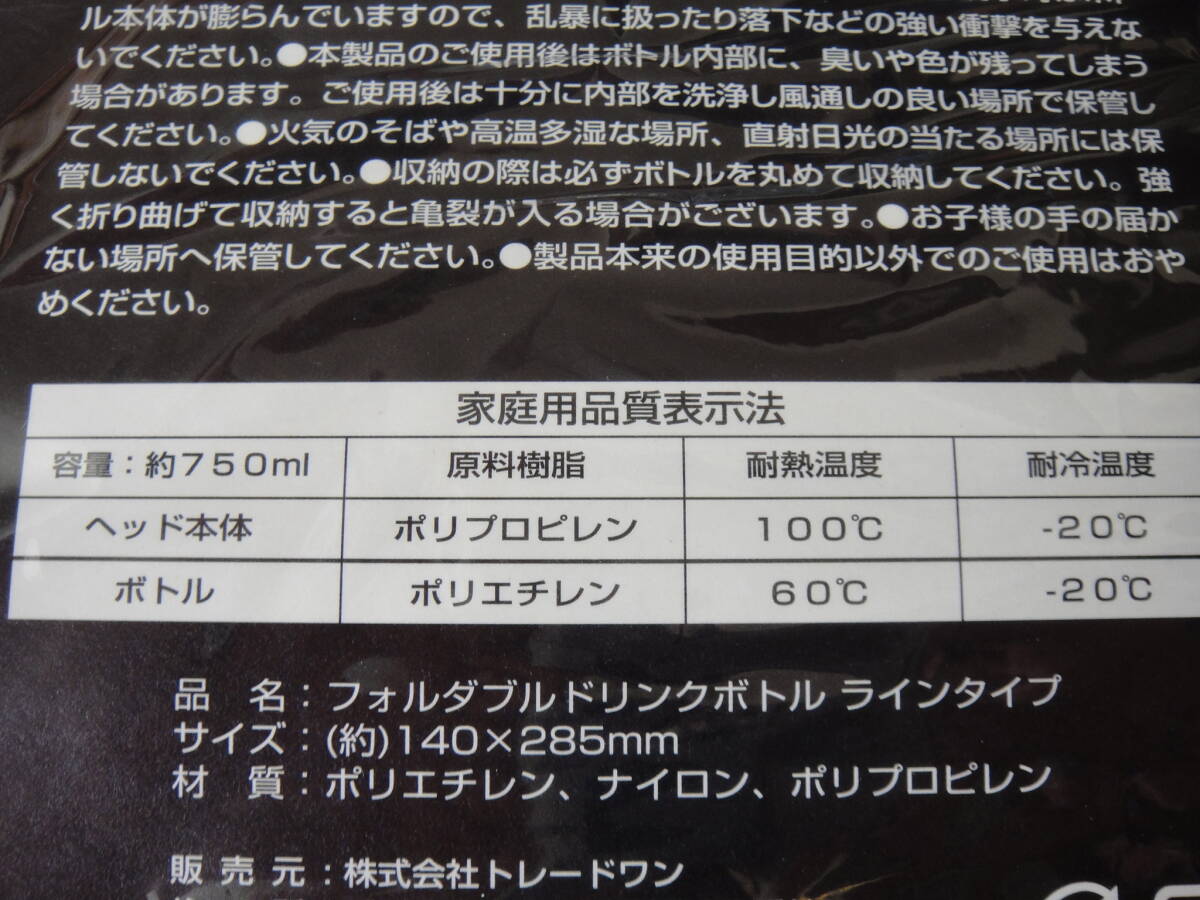 ル本体が膨らんでいますので、乱暴に扱ったり落下などの強い衝撃を与えな
いでください。●本製品のご使用後はボトル内部に、臭いや色が残ってしまう
場合があります。ご使用後は十分に内部を洗浄し風通しの良い場所で保管し
てください。●火気のそばや高温多湿な場所、直射日光の当たる場所には保
管しないでください。●収納の際は必ずボトルを丸めて収納してください。強
く折り曲げて収納すると亀裂が入る場合がございます。●お子様の手の届か
ない場所へ保管してください。●製品本来の使用目的以外でのご使用はおや
めください。
家庭用品質表示法
容量：約７５０ml 原料樹脂 耐熱温度 耐冷温度
ヘッド本体 ポリプロピレン １００℃ -２０℃
ボトル ポリエチレン ６０℃ -２０℃
品 名：フォルダブルドリンクボトル ラインタイプ
サイズ：(約)140×285mm
材 質：ポリエチレン、ナイロン、ポリプロピレン
販 売 元：株式会社トレードワン